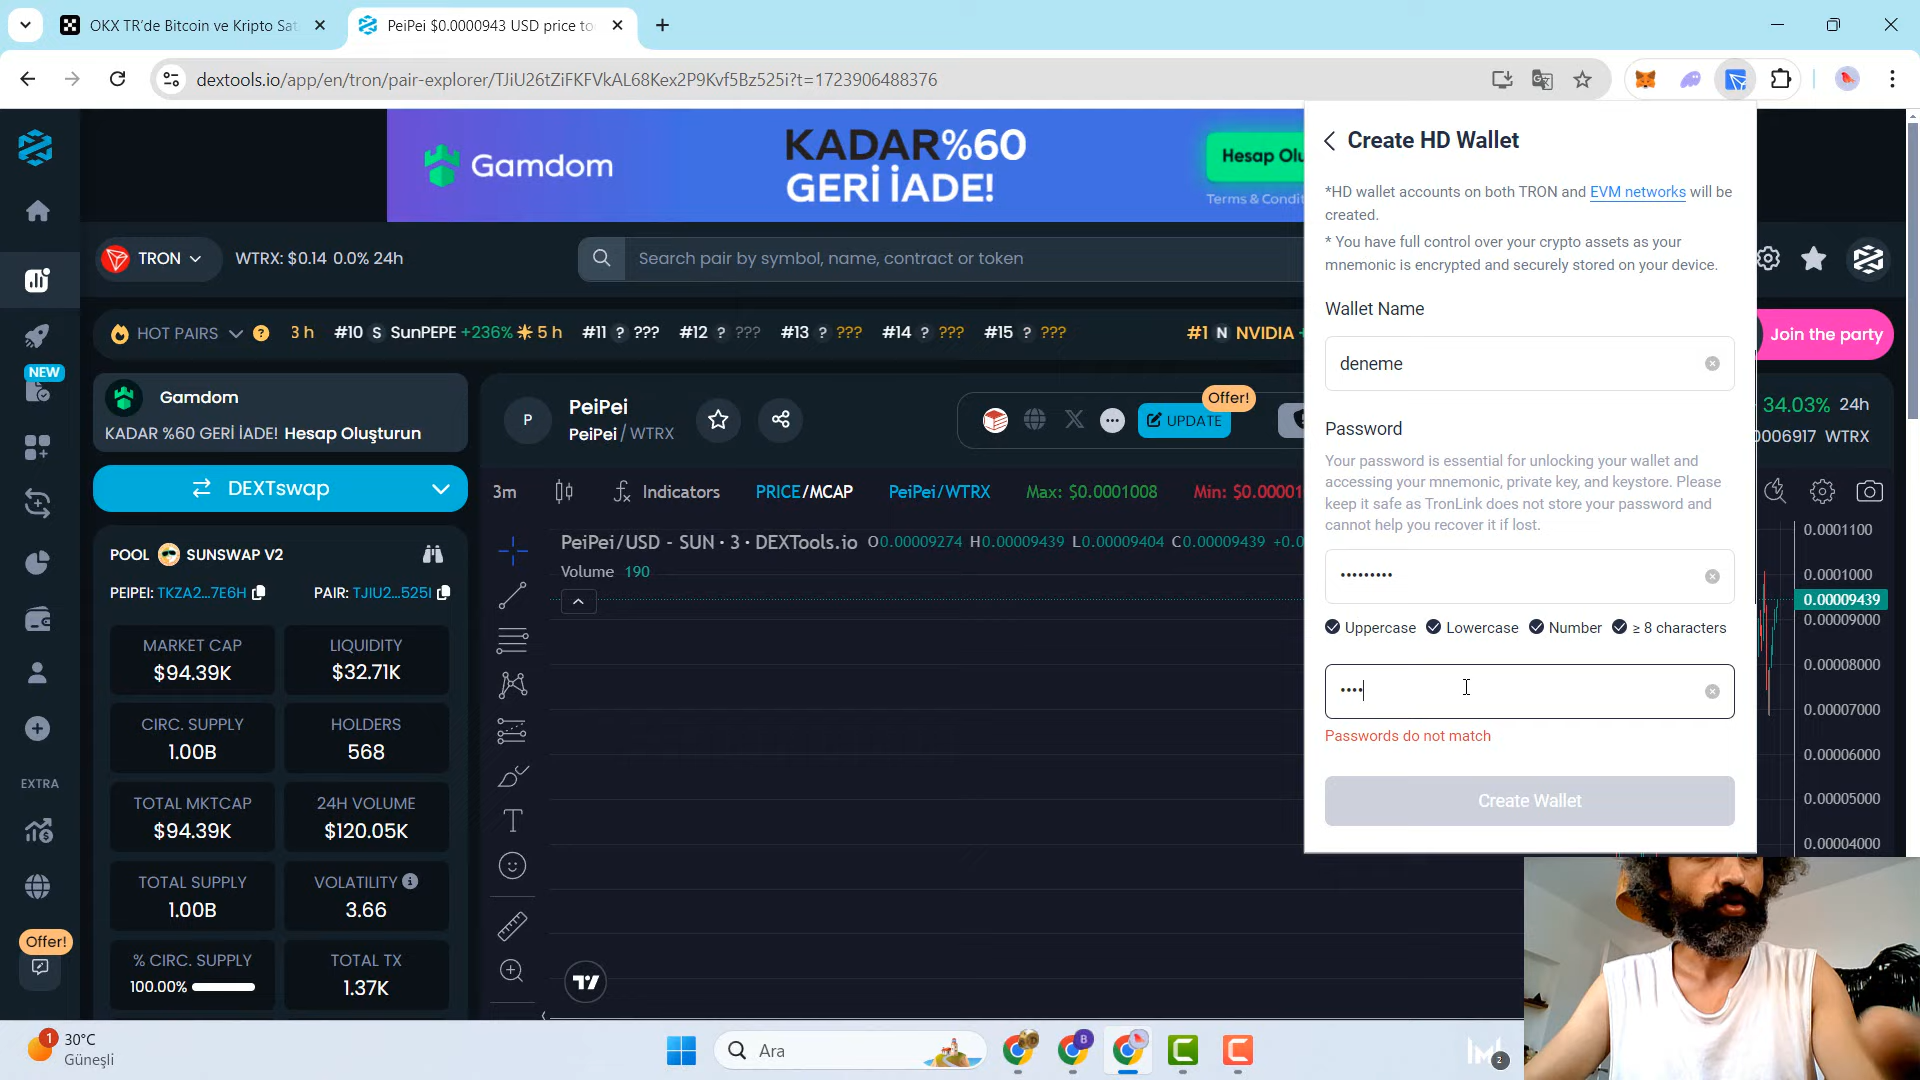 OKX TR'de Bitcoin ve Kripto Sat
PeiPei $0.0000943 USD price to
dextools.io/app/en/tron/pair-explorer/TJiU26tZiFKFVkAL68Kex2P9Kvf5Bz525i?t=1723906488376
Gamdom
KADAR %60
GERİ İADE!
Hesap Olu
Terms & Condit
TRON
WTRX: $0.14 0.0% 24h
Search pair by symbol, name, contract or token
HOT PAIRS
3 h
#10 S SunPEPE +236% 5 h
#11 ? ???
#12 ? ???
#13 ? ???
#14 ? ???
#15 ? ???
#1 N NVIDIA
Join the party
NEW
Gamdom
KADAR %60 GERİ İADE! Hesap Oluşturun
DEXTswap
P
PeiPei
PeiPei / WTRX
Offer!
UPDATE
34.03% 24h
0006917 WTRX
3m
Indicators
PRICE/MCAP
PeiPei/WTRX
Max: $0.0001008
Min: $0.00001
PeiPei/USD - SUN · 3 · DEXTools.io O0.00009274 H0.00009439 L0.00009404 C0.00009439 +0.0
Volume 190
POOL SUNSWAP V2
PEIPEI: TKZA2...7E6H
PAIR: TJIU2...525I
MARKET CAP
$94.39K
LIQUIDITY
$32.71K
CIRC. SUPPLY
1.00B
HOLDERS
568
EXTRA
TOTAL MKTCAP
$94.39K
24H VOLUME
$120.05K
TOTAL SUPPLY
1.00B
VOLATILITY
3.66
% CIRC. SUPPLY
100.00%
TOTAL TX
1.37K
Offer!
0.0001100
0.0001000
0.00009439
0.00009000
0.00008000
0.00007000
0.00006000
0.00005000
0.00004000
Create HD Wallet
*HD wallet accounts on both TRON and EVM networks will be
created.
* You have full control over your crypto assets as your
mnemonic is encrypted and securely stored on your device.
Wallet Name
deneme
Password
Your password is essential for unlocking your wallet and
accessing your mnemonic, private key, and keystore. Please
keep it safe as TronLink does not store your password and
cannot help you recover it if lost.
•••••••••
Uppercase Lowercase Number ≥ 8 characters
••••
Passwords do not match
Create Wallet
1
30°C
Güneşli
Ara
B
2